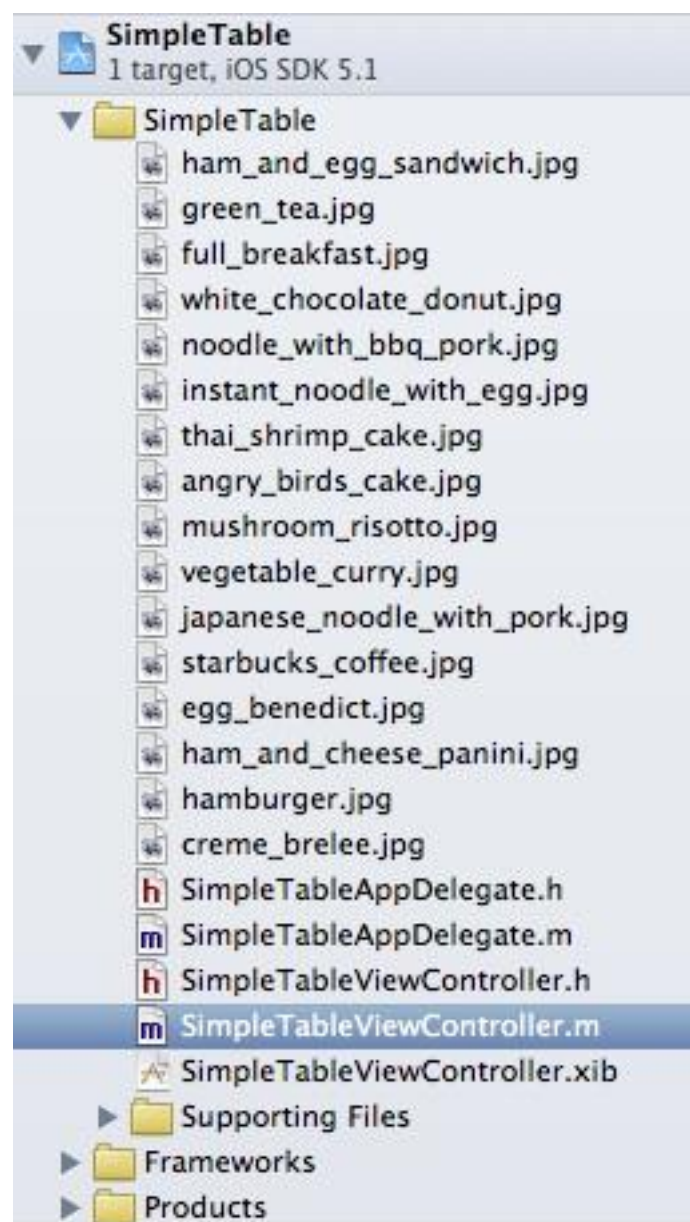 SimpleTable
1 target, iOS SDK 5.1
SimpleTable
ham_and_egg_sandwich.jpg
green_tea.jpg
full_breakfast.jpg
white_chocolate_donut.jpg
noodle_with_bbq_pork.jpg
instant_noodle_with_egg.jpg
thai_shrimp_cake.jpg
angry_birds_cake.jpg
mushroom_risotto.jpg
vegetable_curry.jpg
japanese_noodle_with_pork.jpg
starbucks_coffee.jpg
egg_benedict.jpg
ham_and_cheese_panini.jpg
hamburger.jpg
creme_brelee.jpg
h SimpleTableAppDelegate.h
m SimpleTableAppDelegate.m
h SimpleTableViewController.h
m SimpleTableViewController.m
SimpleTableViewController.xib
Supporting Files
Frameworks
Products